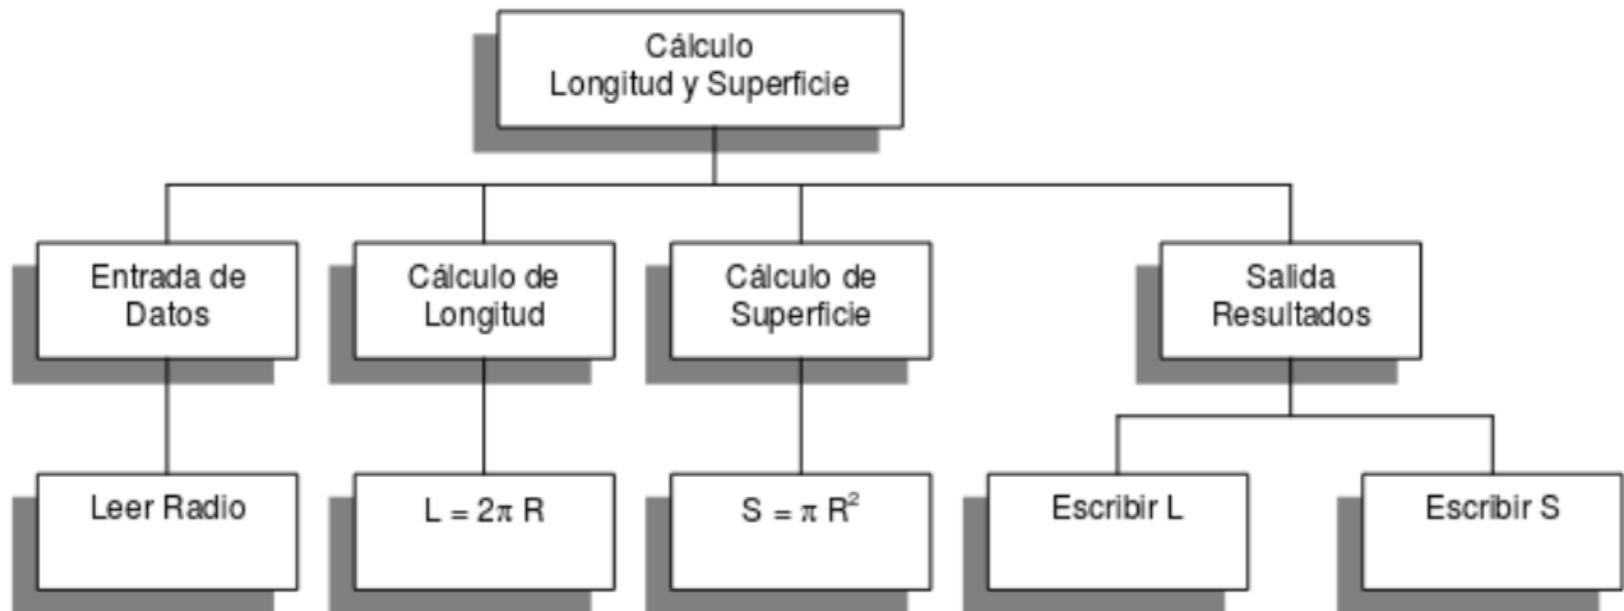 Cálculo
Longitud y Superficie
Entrada de
Datos
Cálculo de
Longitud
Cálculo de
Superficie
Salida
Resultados
Leer Radio
L = 2π R
S = π R²
Escribir L
Escribir S